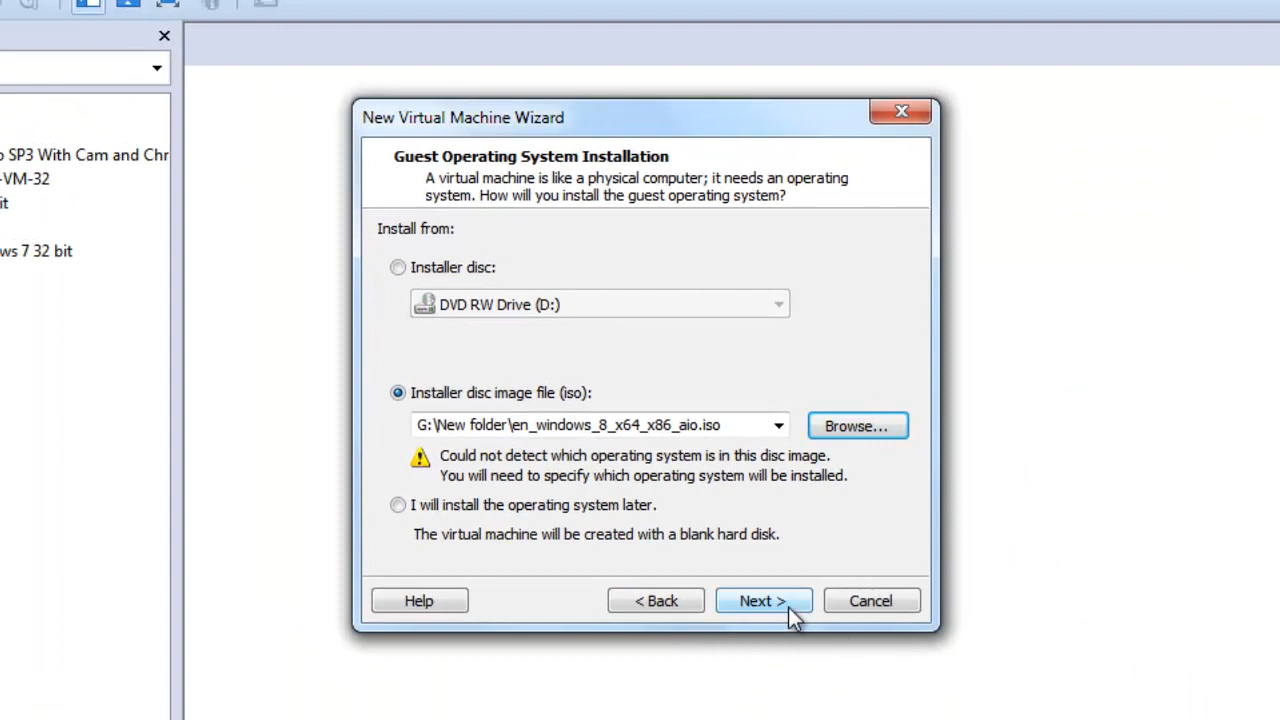 New Virtual Machine Wizard
Guest Operating System Installation
A virtual machine is like a physical computer; it needs an operating
system. How will you install the guest operating system?
o SP3 With Cam and Chr
-VM-32
it
ws 7 32 bit
Install from:
Installer disc:
DVD RW Drive (D:)
Installer disc image file (iso):
G:\New folder\en_windows_8_x64_x86_aio.iso
Browse...
Could not detect which operating system is in this disc image.
You will need to specify which operating system will be installed.
I will install the operating system later.
The virtual machine will be created with a blank hard disk.
Help
< Back
Next >
Cancel